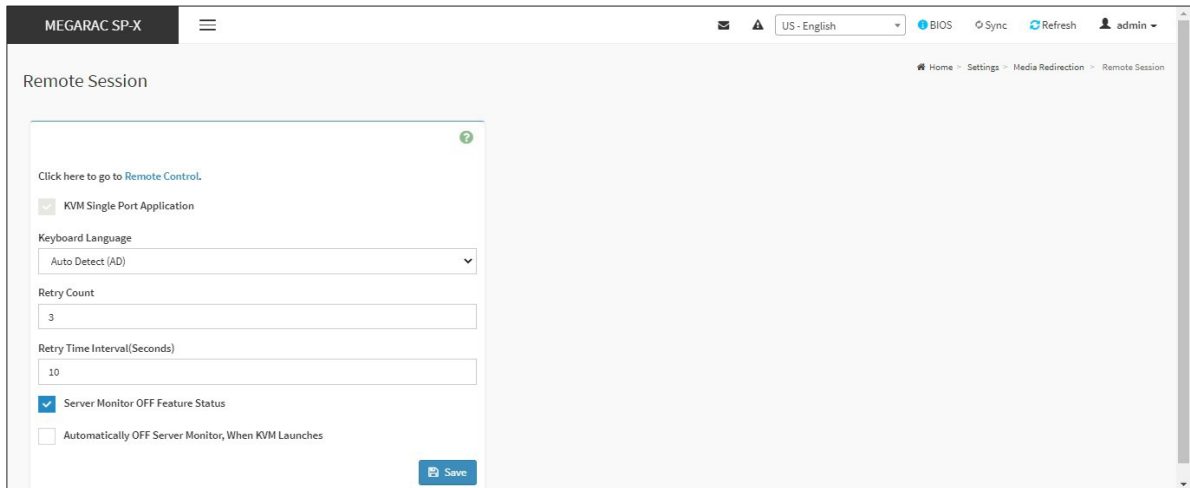 MEGARAC SP-X
US - English
BIOS
Sync
Refresh
admin
Remote Session
Home > Settings > Media Redirection > Remote Session
Click here to go to Remote Control.
KVM Single Port Application
Keyboard Language
Auto Detect (AD)
Retry Count
3
Retry Time Interval(Seconds)
10
Server Monitor OFF Feature Status
Automatically OFF Server Monitor, When KVM Launches
Save